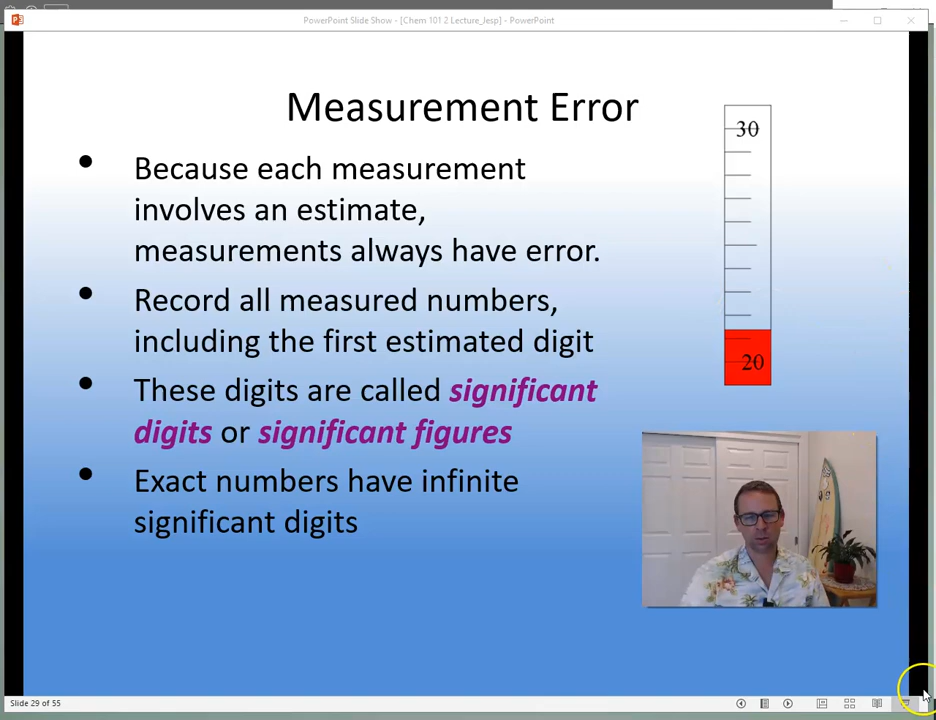 PowerPoint Slide Show - [Chem 101 2 Lecture_Jesp] - PowerPoint
Measurement Error
• Because each measurement
involves an estimate,
measurements always have error.
• Record all measured numbers,
including the first estimated digit
• These digits are called significant
digits or significant figures
• Exact numbers have infinite
significant digits
30
20
Slide 29 of 55